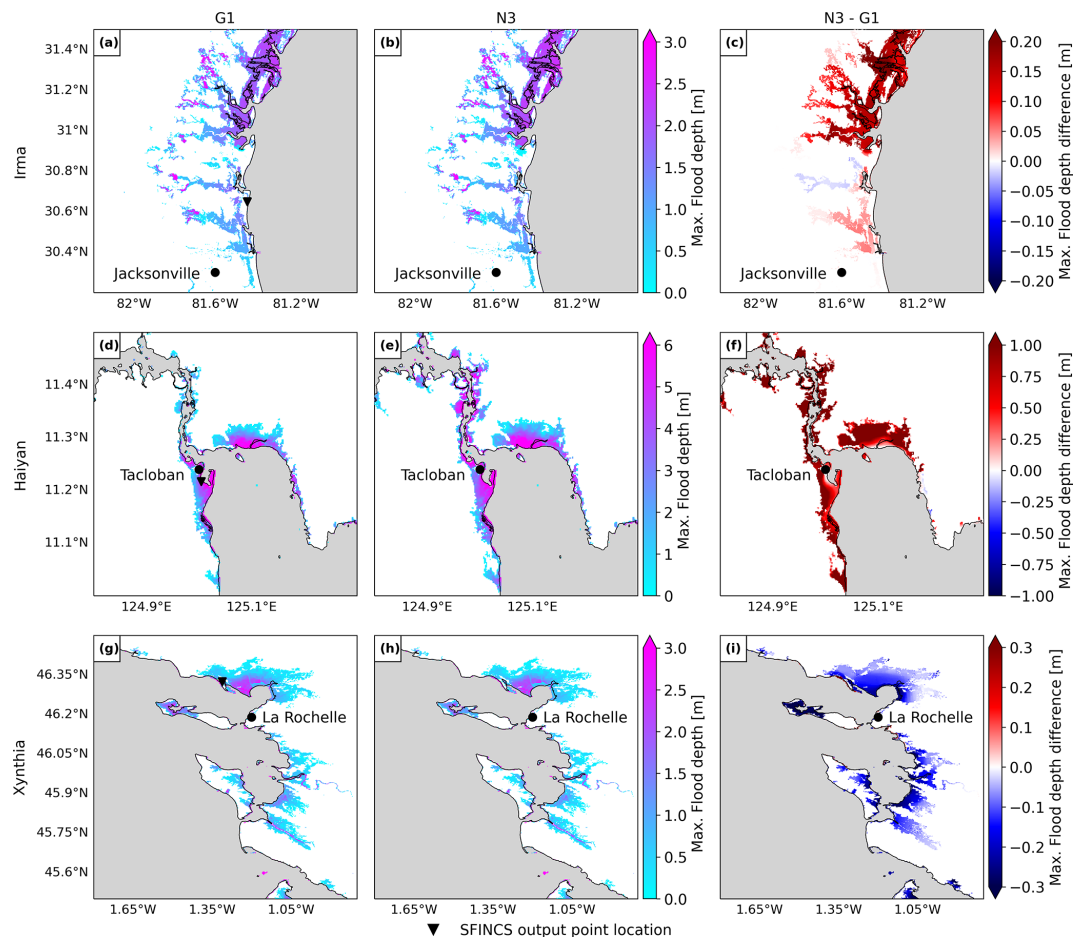 G1
N3
N3 - G1
Irma
(a)
31.4°N
31.2°N
31°N
30.8°N
30.6°N
30.4°N
Jacksonville
82°W
81.6°W
81.2°W
(b)
Jacksonville
82°W
81.6°W
81.2°W
3.0
2.5
2.0
1.5
1.0
0.5
0.0
Max. Flood depth [m]
(c)
Jacksonville
82°W
81.6°W
81.2°W
0.20
0.15
0.10
0.05
0.00
−0.05
−0.10
−0.15
−0.20
Max. Flood depth difference [m]
Haiyan
(d)
11.4°N
11.3°N
11.2°N
11.1°N
Tacloban
124.9°E
125.1°E
(e)
Tacloban
124.9°E
125.1°E
6
5
4
3
2
1
0
Max. Flood depth [m]
(f)
Tacloban
124.9°E
125.1°E
1.00
0.75
0.50
0.25
0.00
−0.25
−0.50
−0.75
−1.00
Max. Flood depth difference [m]
Xynthia
(g)
46.35°N
46.2°N
46.05°N
45.9°N
45.75°N
45.6°N
La Rochelle
1.65°W
1.35°W
1.05°W
(h)
La Rochelle
1.65°W
1.35°W
1.05°W
3.0
2.5
2.0
1.5
1.0
0.5
0.0
Max. Flood depth [m]
(i)
La Rochelle
1.65°W
1.35°W
1.05°W
0.3
0.2
0.1
0.0
−0.1
−0.2
−0.3
Max. Flood depth difference [m]
SFINCS output point location